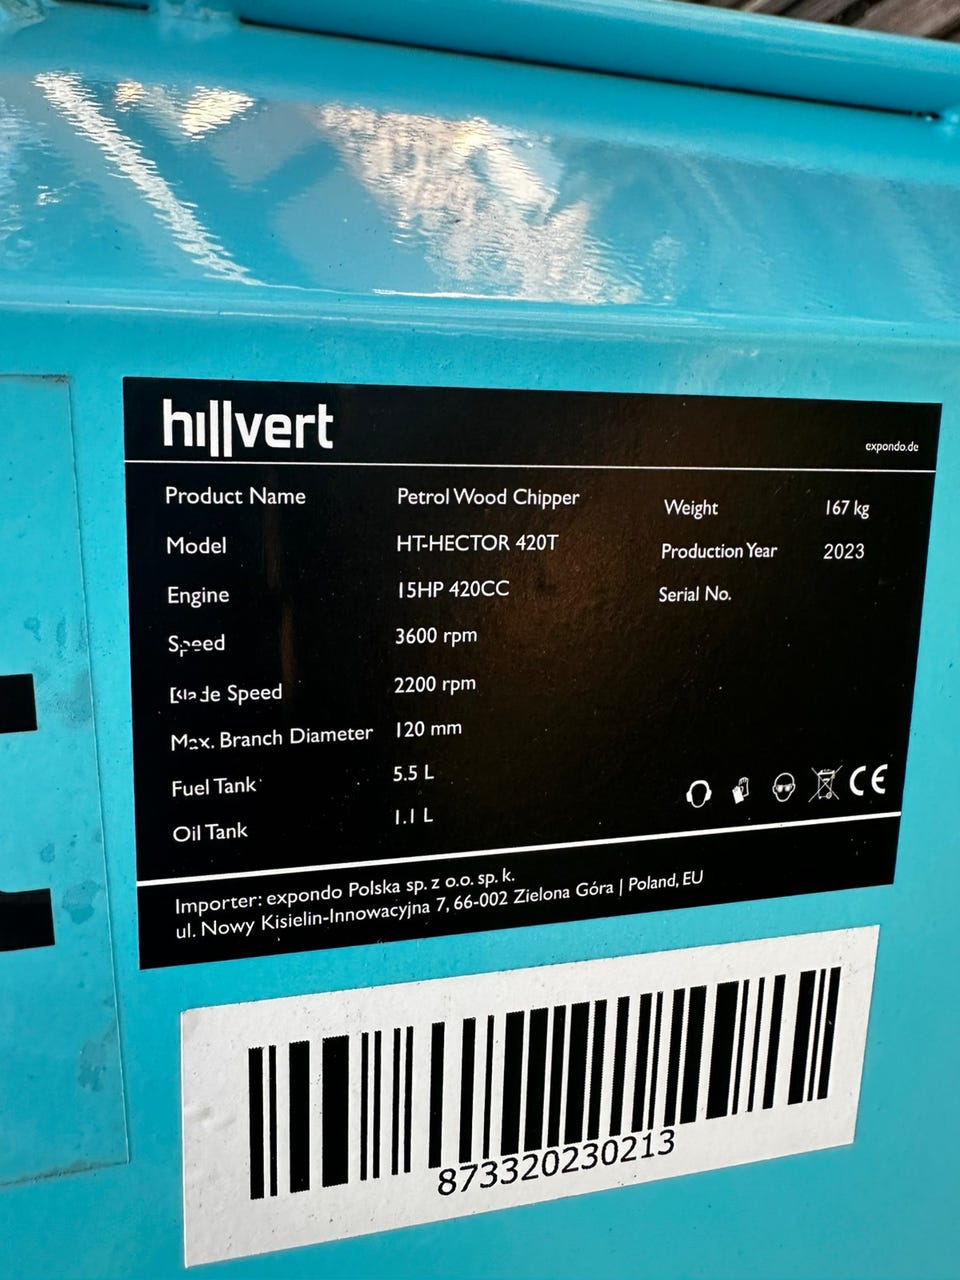 hillvert
expondo.de
Product Name Petrol Wood Chipper
Model HT-HECTOR 420T
Engine 15HP 420CC
Speed 3600 rpm
Blade Speed 2200 rpm
Max. Branch Diameter 120 mm
Fuel Tank 5.5 L
Oil Tank 1.1 L
Weight 167 kg
Production Year 2023
Serial No.
CE
Importer: expondo Polska sp. z o.o. sp. k.
ul. Nowy Kisielin-Innowacyjna 7, 66-002 Zielona Góra | Poland, EU
873320230213